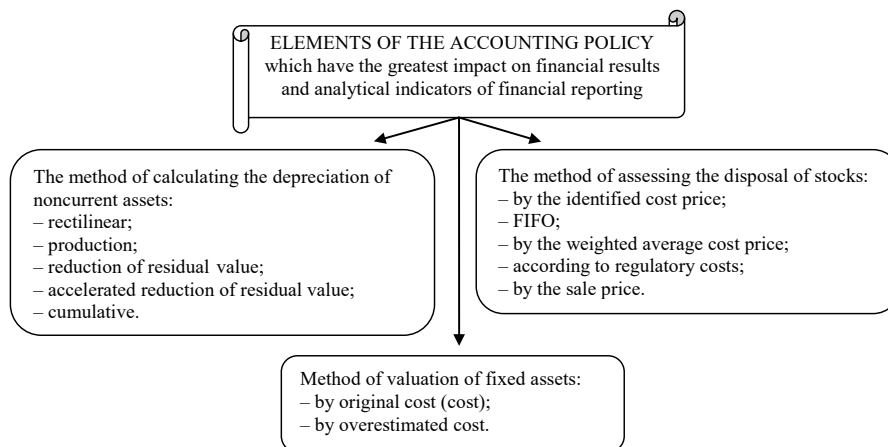 ELEMENTS OF THE ACCOUNTING POLICY
which have the greatest impact on financial results
and analytical indicators of financial reporting
The method of calculating the depreciation of
noncurrent assets:
– rectilinear;
– production;
– reduction of residual value;
– accelerated reduction of residual value;
– cumulative.
The method of assessing the disposal of stocks:
– by the identified cost price;
– FIFO;
– by the weighted average cost price;
– according to regulatory costs;
– by the sale price.
Method of valuation of fixed assets:
– by original cost (cost);
– by overestimated cost.